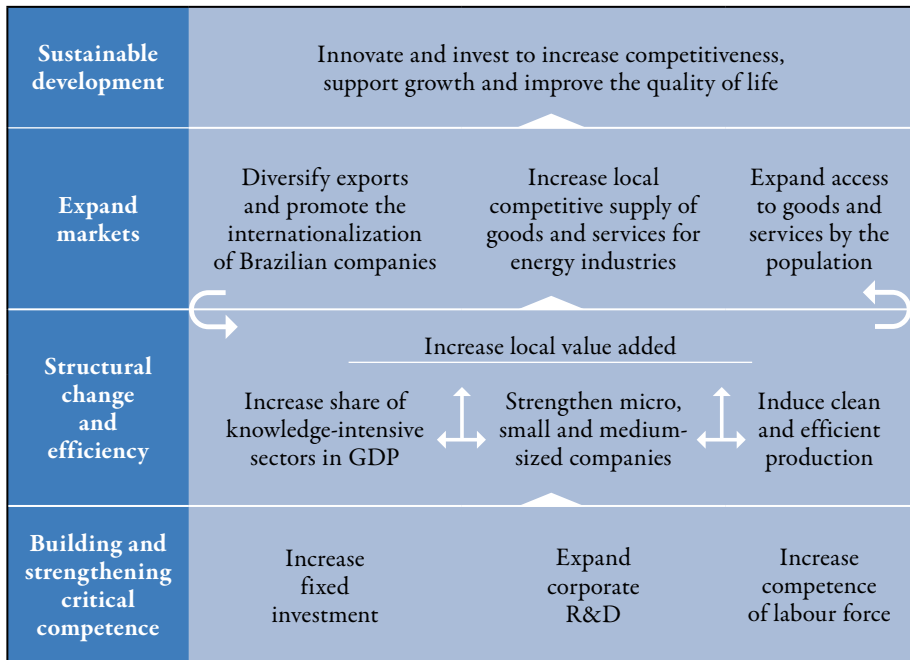 Sustainable
development
Innovate and invest to increase competitiveness,
support growth and improve the quality of life
Expand
markets
Diversify exports
and promote the
internationalization
of Brazilian companies
Increase local
competitive supply of
goods and services for
energy industries
Expand access
to goods and
services by the
population
Structural
change
and
efficiency
Increase local value added
Increase share of
knowledge-intensive
sectors in GDP
Strengthen micro,
small and medium-
sized companies
Induce clean
and efficient
production
Building and
strengthening
critical
competence
Increase
fixed
investment
Expand
corporate
R&D
Increase
competence
of labour force